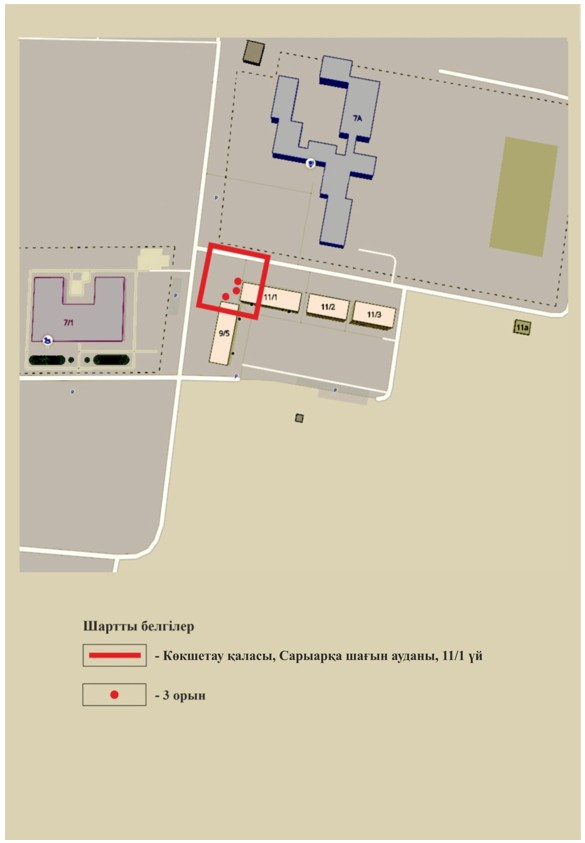 7А
11/1
11/2
11/3
11а
7/1
9/5
Шартты белгілер
- Көкшетау қаласы, Сарыарқа шағын ауданы, 11/1 үй
- 3 орын